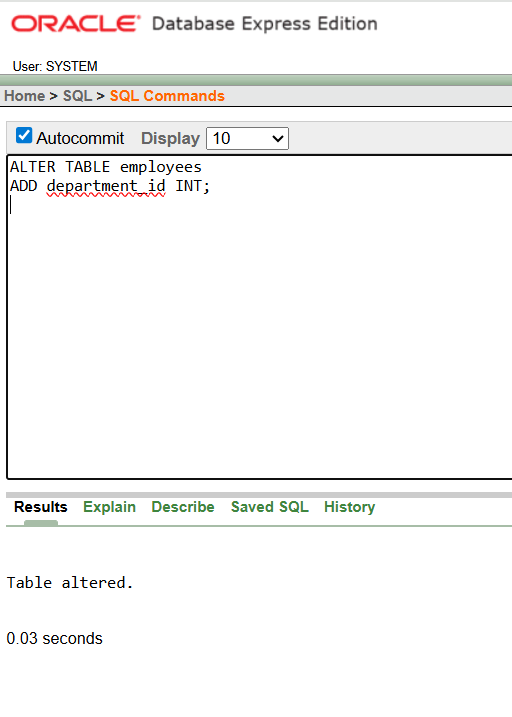 ORACLE® Database Express Edition
User: SYSTEM
Home > SQL > SQL Commands
Autocommit Display 10
ALTER TABLE employees
ADD department_id INT;
Results Explain Describe Saved SQL History
Table altered.
0.03 seconds